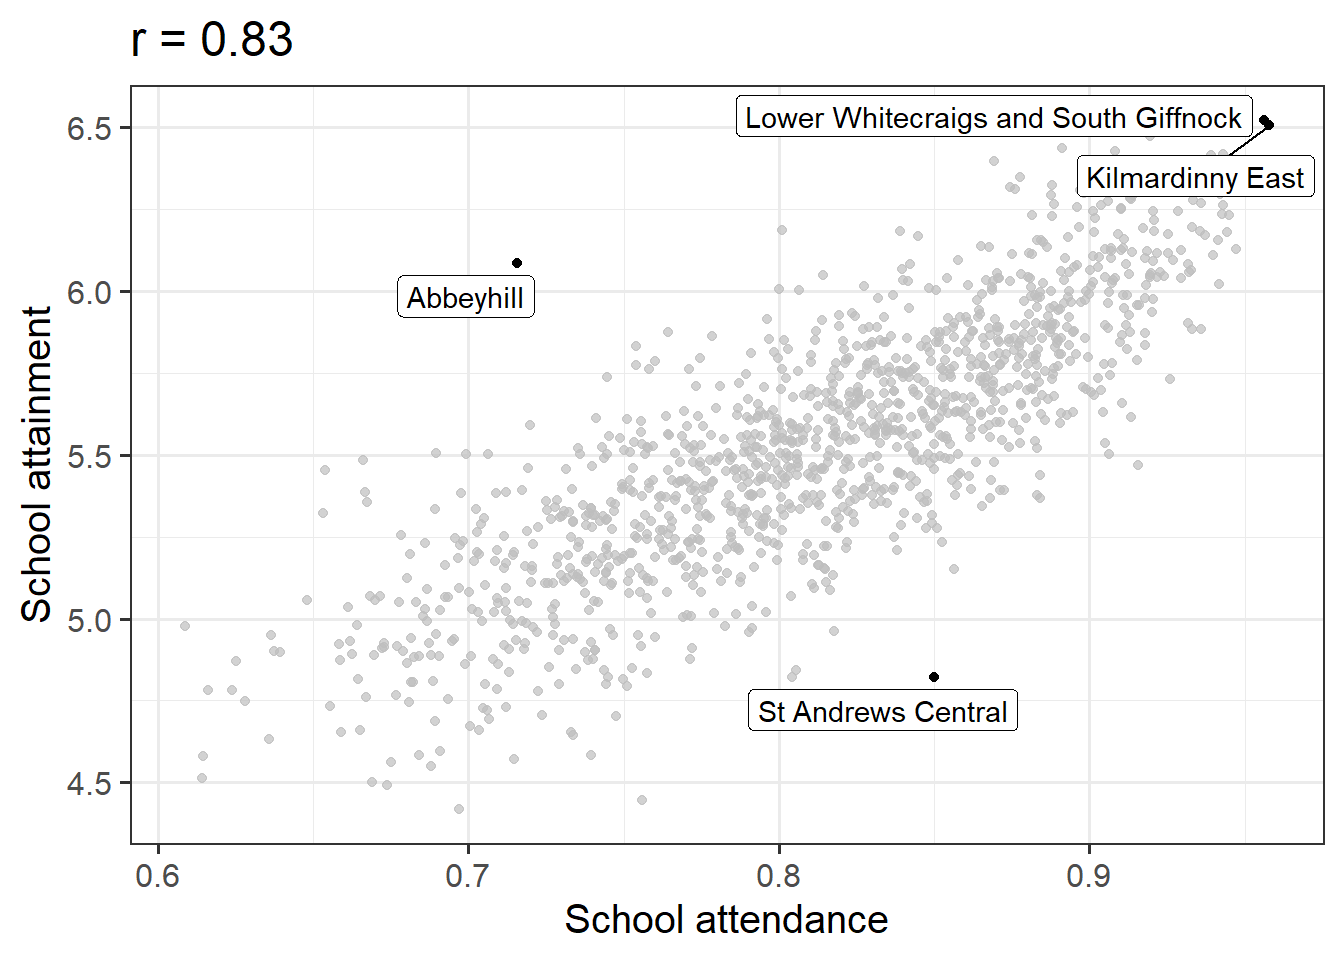 r = 0.83
School attainment
6.5
6.0
5.5
5.0
4.5
Lower Whitecraigs and South Giffnock
Kilmardinny East
Abbeyhill
St Andrews Central
0.6
0.7
0.8
0.9
School attendance